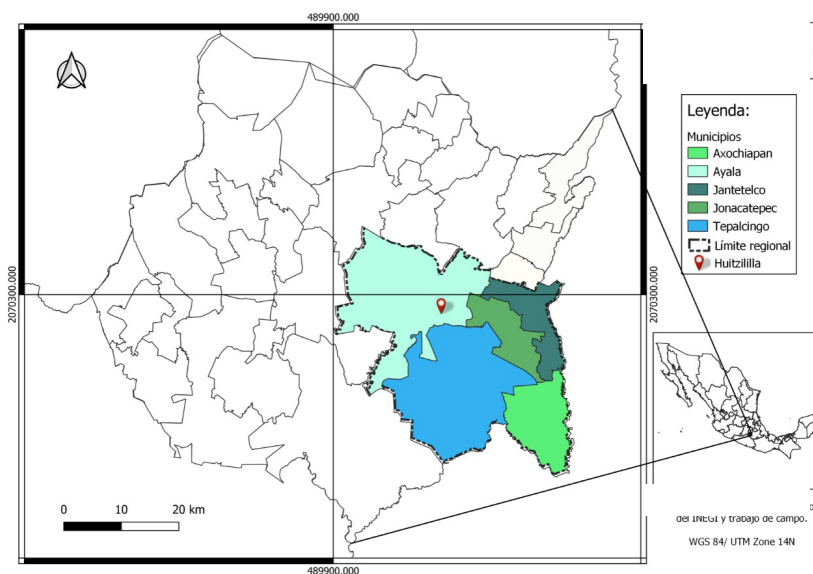 489900.000
2070300.000
2070300.000
Leyenda:
Municipios
Axochiapan
Ayala
Jantetelco
Jonacatepec
Tepalcingo
Límite regional
Huitzililla
0 10 20 km
del INEGI y trabajo de campo.
WGS 84/ UTM Zone 14N
489900.000